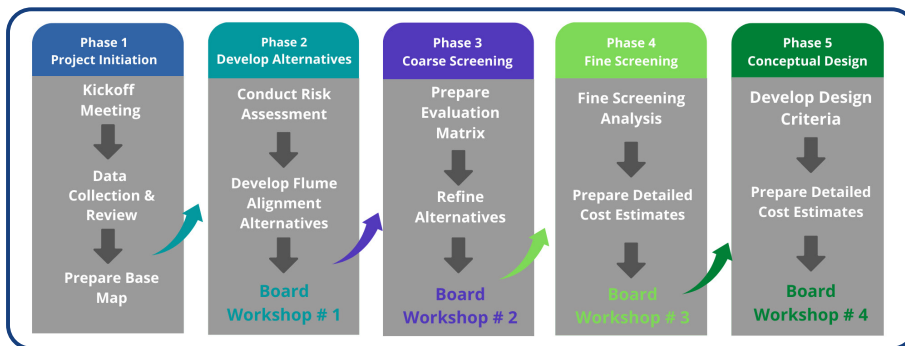 Phase 1
Project Initiation
Kickoff
Meeting
Data
Collection &
Review
Prepare Base
Map
Phase 2
Develop Alternatives
Conduct Risk
Assessment
Develop Flume
Alignment
Alternatives
Board
Workshop # 1
Phase 3
Coarse Screening
Prepare
Evaluation
Matrix
Refine
Alternatives
Board
Workshop # 2
Phase 4
Fine Screening
Fine Screening
Analysis
Prepare Detailed
Cost Estimates
Board
Workshop # 3
Phase 5
Conceptual Design
Develop Design
Criteria
Prepare Detailed
Cost Estimates
Board
Workshop # 4